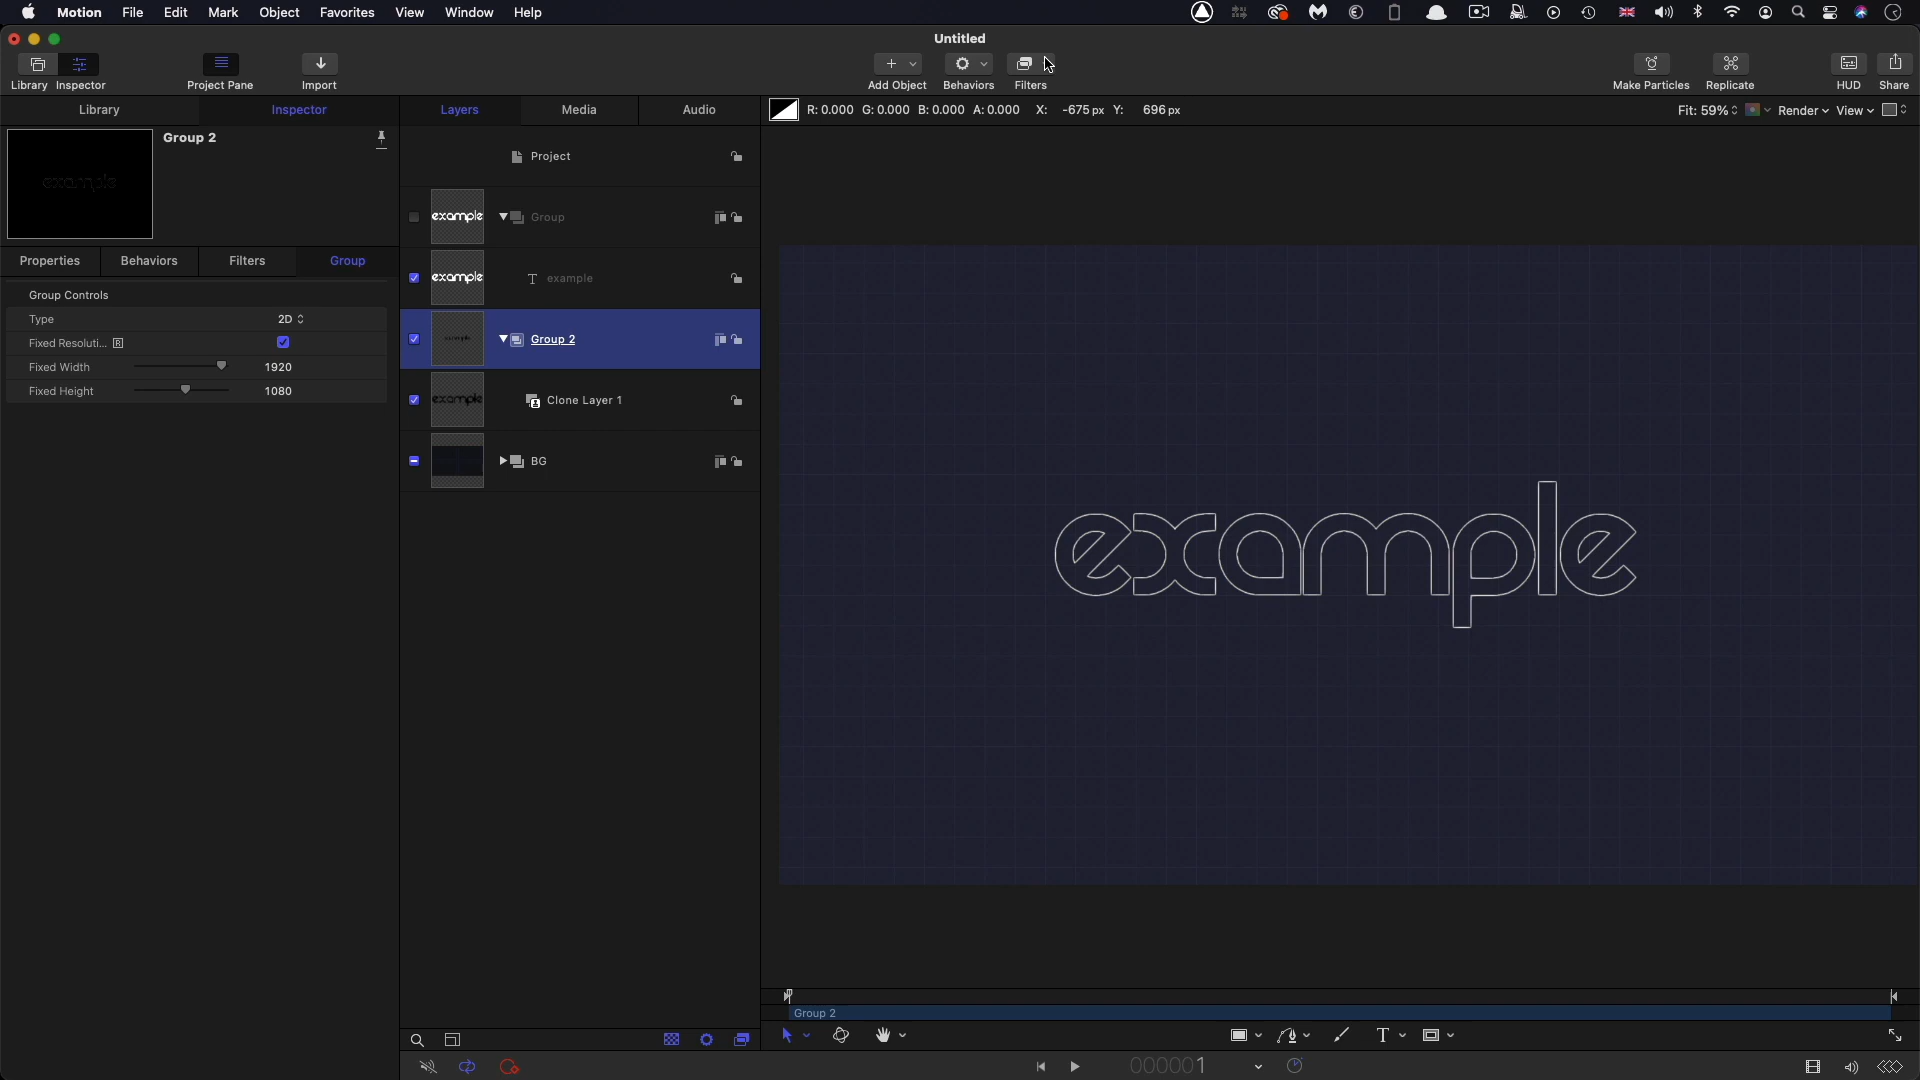 Motion File Edit Mark Object Favorites View Window Help
Untitled
Library Inspector Project Pane Import Add Object Behaviors Filters Make Particles Replicate HUD Share
Library Inspector Layers Media Audio R: 0.000 G: 0.000 B: 0.000 A: 0.000 X: -675 px Y: 696 px Fit: 59% Render View
Group 2
Project
example Group
Properties Behaviors Filters Group
example example
Group Controls
Type 2D
Fixed Resoluti... R
Fixed Width 1920
Fixed Height 1080
Group 2
example Clone Layer 1
BG
example
Group 2
T
000001